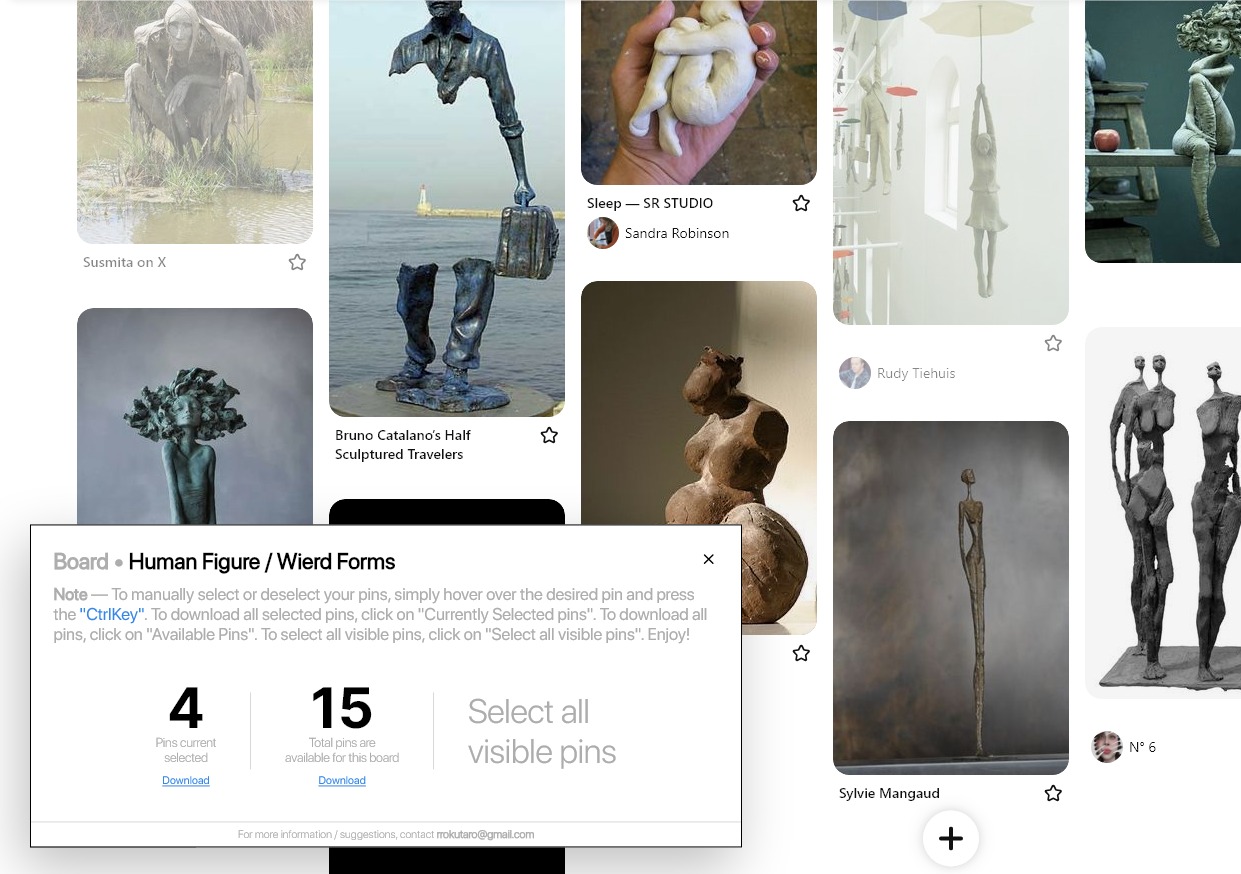 Susmita on X
Bruno Catalano's Half
Sculptured Travelers
Sleep — SR STUDIO
Sandra Robinson
Rudy Tiehuis
Sylvie Mangaud
N° 6
Board • Human Figure / Wierd Forms
Note — To manually select or deselect your pins, simply hover over the desired pin and press
the "CtrlKey". To download all selected pins, click on "Currently Selected pins". To download all
pins, click on "Available Pins". To select all visible pins, click on "Select all visible pins". Enjoy!
4
Pins current
selected
Download
15
Total pins are
available for this board
Download
Select all
visible pins
For more information / suggestions, contact rrokutaro@gmail.com